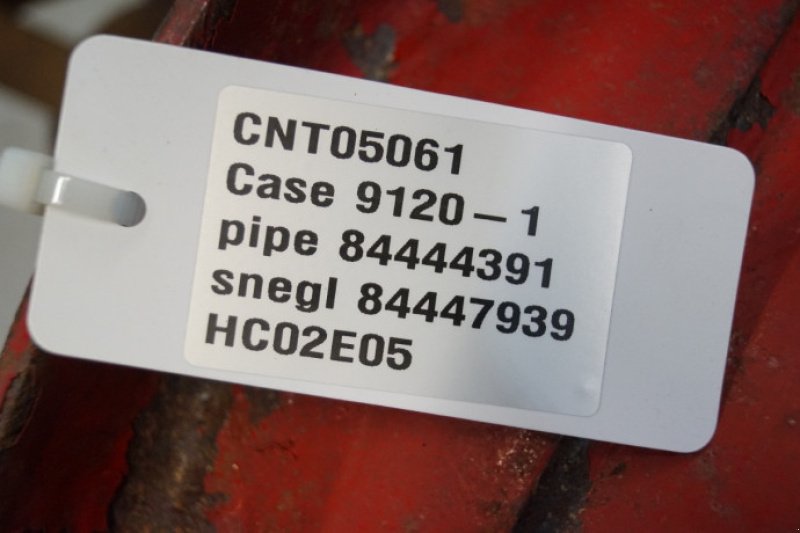 CNT05061
Case 9120-1
pipe 84444391
snegl 84447939
HC02E05